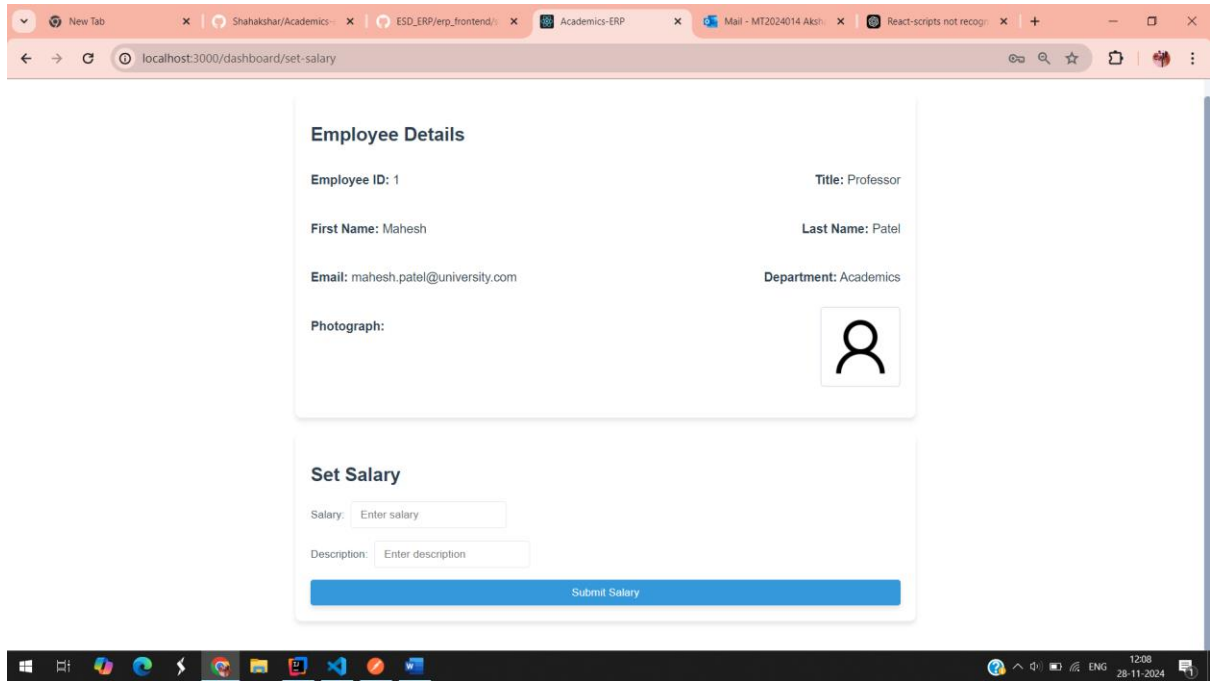 New Tab
Shahakshar/Academics-
ESD_ERP/erp_frontend/s
Academics-ERP
Mail - MT2024014 Aksha
React-scripts not recogn
localhost:3000/dashboard/set-salary
Employee Details
Employee ID: 1 Title: Professor
First Name: Mahesh Last Name: Patel
Email: mahesh.patel@university.com Department: Academics
Photograph:
Set Salary
Salary: Enter salary
Description: Enter description
Submit Salary
ENG 12:08
28-11-2024
1